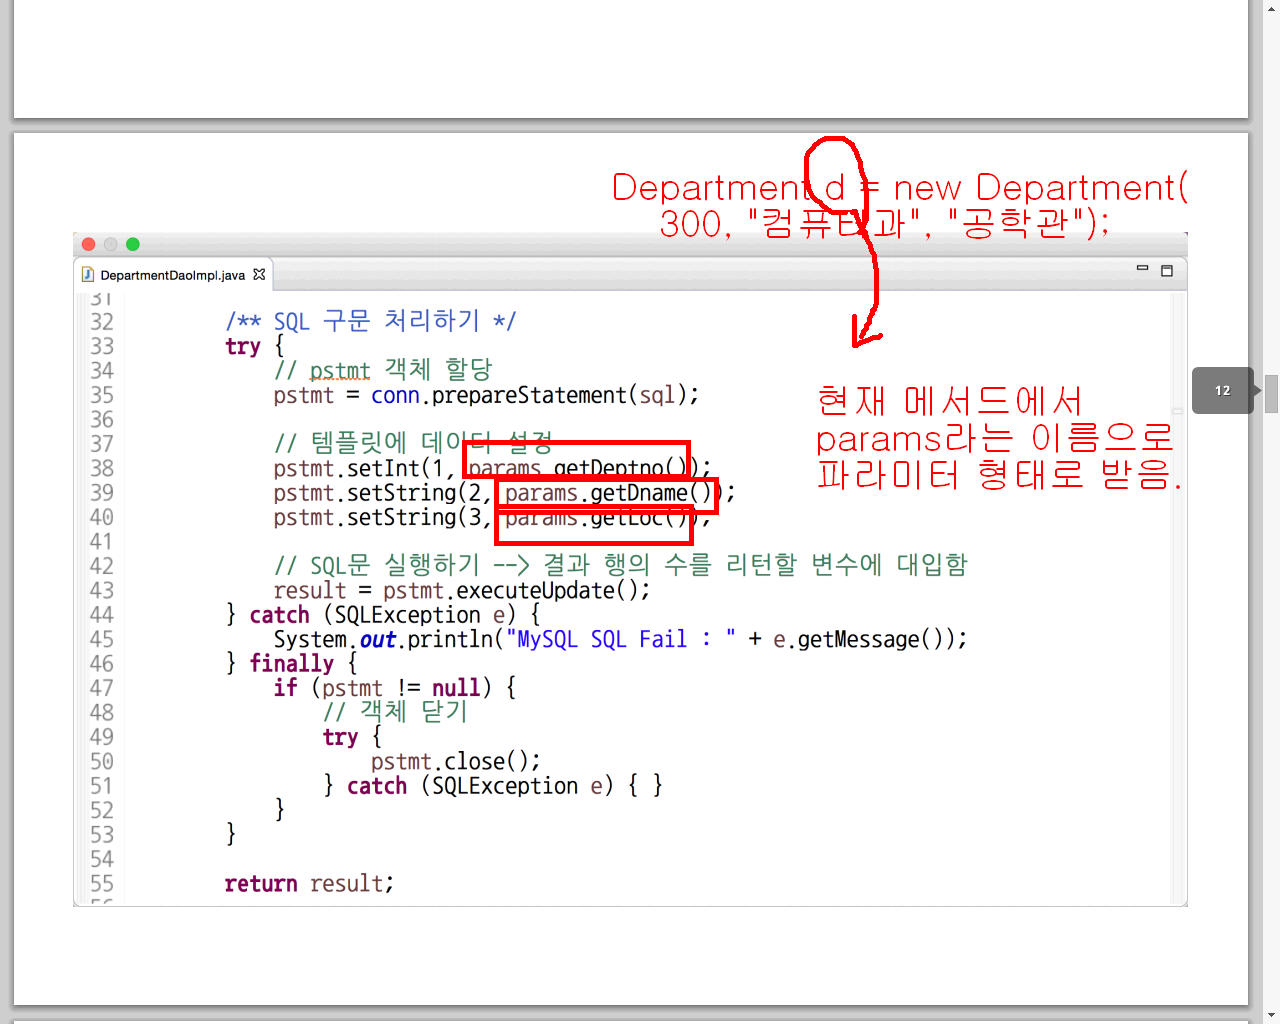 Department d = new Department(
300, "컴퓨터과", "공학관");
DepartmentDaoImpl.java
31
32 /** SQL 구문 처리하기 */
33 try {
34 // pstmt 객체 할당
35 pstmt = conn.prepareStatement(sql);
36
현재 메서드에서
params라는 이름으로
파라미터 형태로 받음.
12
37 // 템플릿에 데이터 설정
38 pstmt.setInt(1, params.getDeptno());
39 pstmt.setString(2, params.getDname());
40 pstmt.setString(3, params.getLoc());
41
42 // SQL문 실행하기 --> 결과 행의 수를 리턴할 변수에 대입함
43 result = pstmt.executeUpdate();
44 } catch (SQLException e) {
45 System.out.println("MySQL SQL Fail : " + e.getMessage());
46 } finally {
47 if (pstmt != null) {
48 // 객체 닫기
49 try {
50 pstmt.close();
51 } catch (SQLException e) { }
52 }
53 }
54
55 return result;